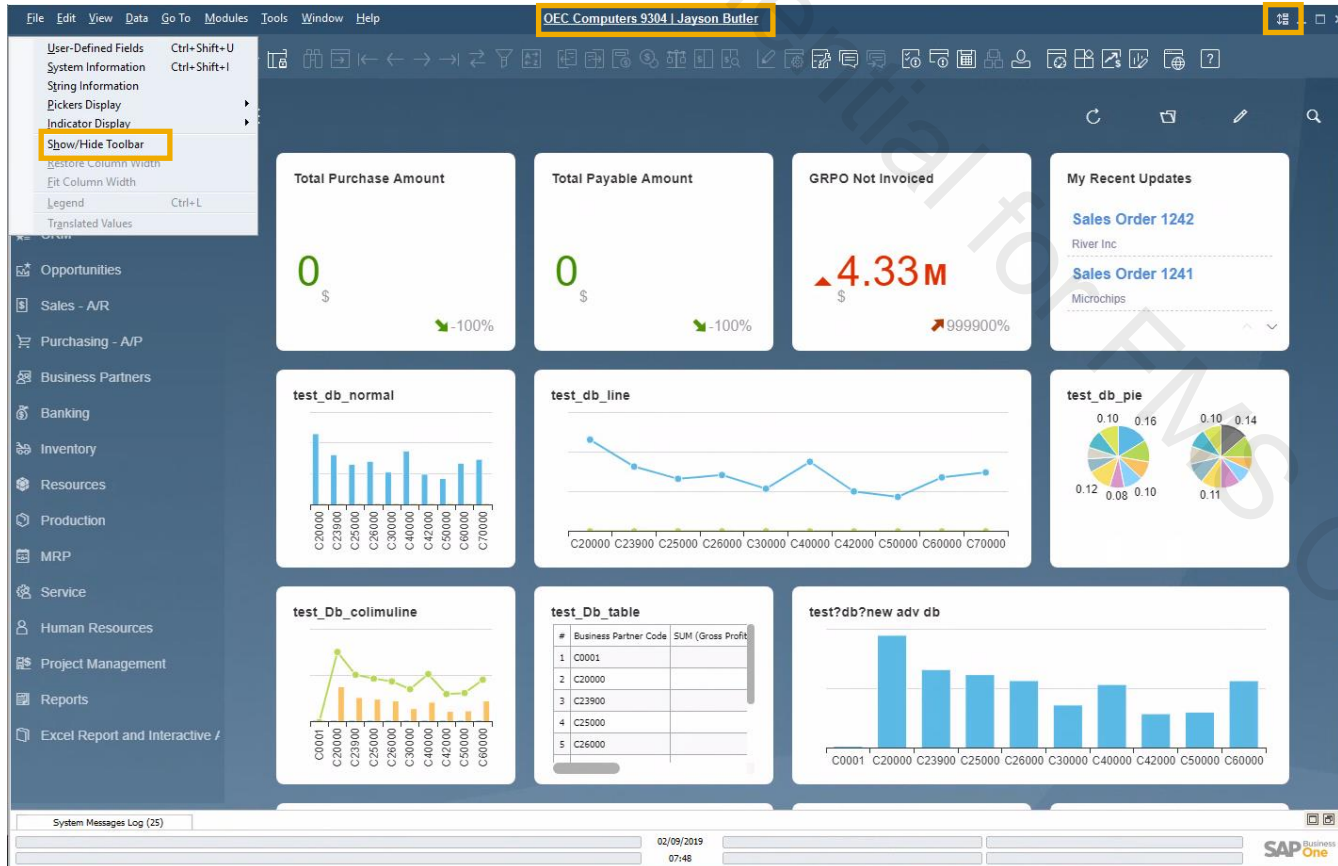 File Edit View Data Go To Modules Tools Window Help
OEC Computers 9304 | Jayson Butler
User-Defined Fields Ctrl+Shift+U
System Information Ctrl+Shift+I
String Information
Pickers Display
Indicator Display
Show/Hide Toolbar
Restore Column Width
Fit Column Width
Legend Ctrl+L
Translated Values
CRM
Opportunities
Sales - A/R
Purchasing - A/P
Business Partners
Banking
Inventory
Resources
Production
MRP
Service
Human Resources
Project Management
Reports
Excel Report and Interactive
Total Purchase Amount
0
$
-100%
Total Payable Amount
0
$
-100%
GRPO Not Invoiced
4.33 M
$
999900%
My Recent Updates
Sales Order 1242
River Inc
Sales Order 1241
Microchips
test_db_normal
C20000 C23900 C25000 C26000 C30000 C40000 C42000 C50000 C60000 C70000
test_db_line
C20000 C23900 C25000 C26000 C30000 C40000 C42000 C50000 C60000 C70000
test_db_pie
0.10 0.16 0.10 0.14
0.12 0.08 0.10 0.11
test_Db_colimuline
C0001 C20000 C23900 C25000 C26000 C30000 C40000 C42000 C50000 C60000
test_Db_table
# Business Partner Code SUM (Gross Profit
1 C0001
2 C20000
3 C23900
4 C25000
5 C26000
test?db?new adv db
C0001 C20000 C23900 C25000 C26000 C30000 C40000 C42000 C50000 C60000
System Messages Log (25)
02/09/2019
07:48
SAP Business One
ential for FMS